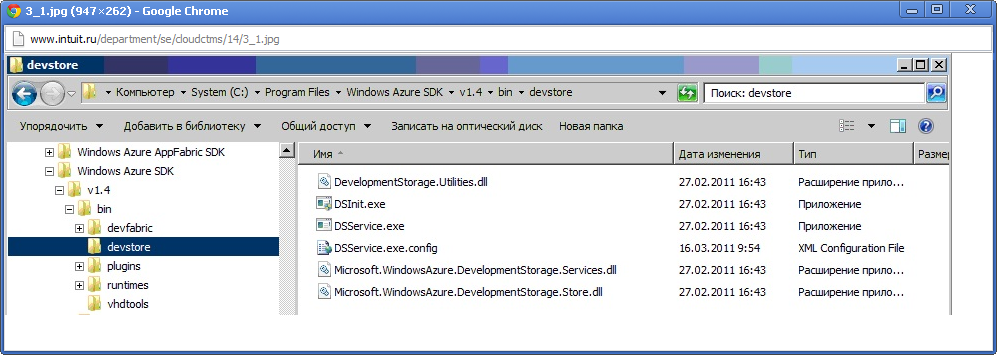 3_1.jpg (947×262) - Google Chrome
www.intuit.ru/department/se/cloudctms/14/3_1.jpg
devstore
Компьютер System (C:) Program Files Windows Azure SDK v1.4 bin devstore
Поиск: devstore
Упорядочить Добавить в библиотеку Общий доступ Записать на оптический диск Новая папка
Windows Azure AppFabric SDK
Windows Azure SDK
v1.4
bin
devfabric
devstore
plugins
runtimes
vhdtools
Имя Дата изменения Тип Размер
DevelopmentStorage.Utilities.dll 27.02.2011 16:43 Расширение прило...
DSInit.exe 27.02.2011 16:43 Приложение
DSService.exe 27.02.2011 16:43 Приложение
DSService.exe.config 16.03.2011 9:54 XML Configuration File
Microsoft.WindowsAzure.DevelopmentStorage.Services.dll 27.02.2011 16:43 Расширение прило...
Microsoft.WindowsAzure.DevelopmentStorage.Store.dll 27.02.2011 16:43 Расширение прило...